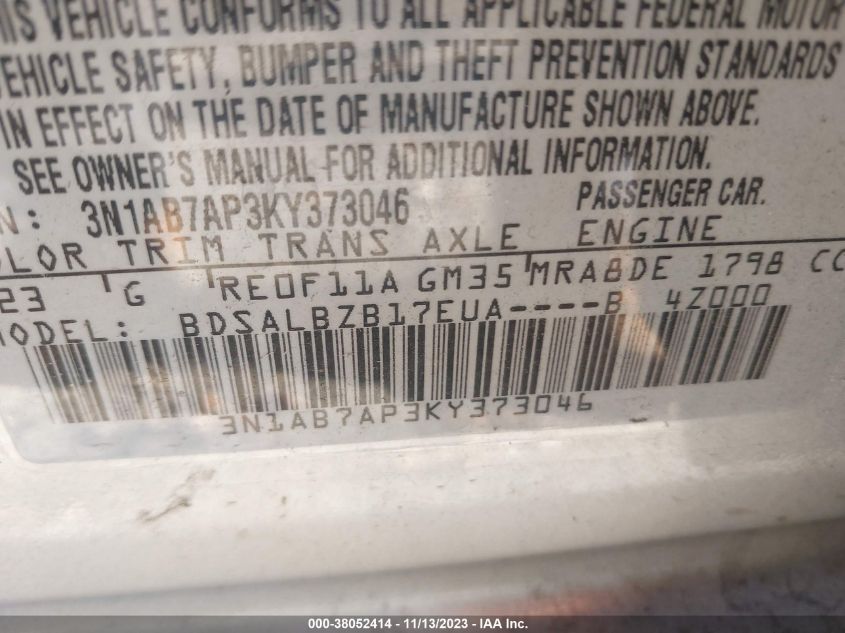 THIS VEHICLE CONFORMS TO ALL APPLICABLE FEDERAL MOTOR
VEHICLE SAFETY, BUMPER AND THEFT PREVENTION STANDARDS
IN EFFECT ON THE DATE OF MANUFACTURE SHOWN ABOVE.
SEE OWNER'S MANUAL FOR ADDITIONAL INFORMATION.
N: 3N1AB7AP3KY373046 PASSENGER CAR.
OLOR TRIM TRANS AXLE ENGINE
23 G RE0F11A GM35 MRA8DE 1798 CC
MODEL: BDSALBZB17EUA----B 4Z000
3N1AB7AP3KY373046
000-38052414 - 11/13/2023 - IAA Inc.